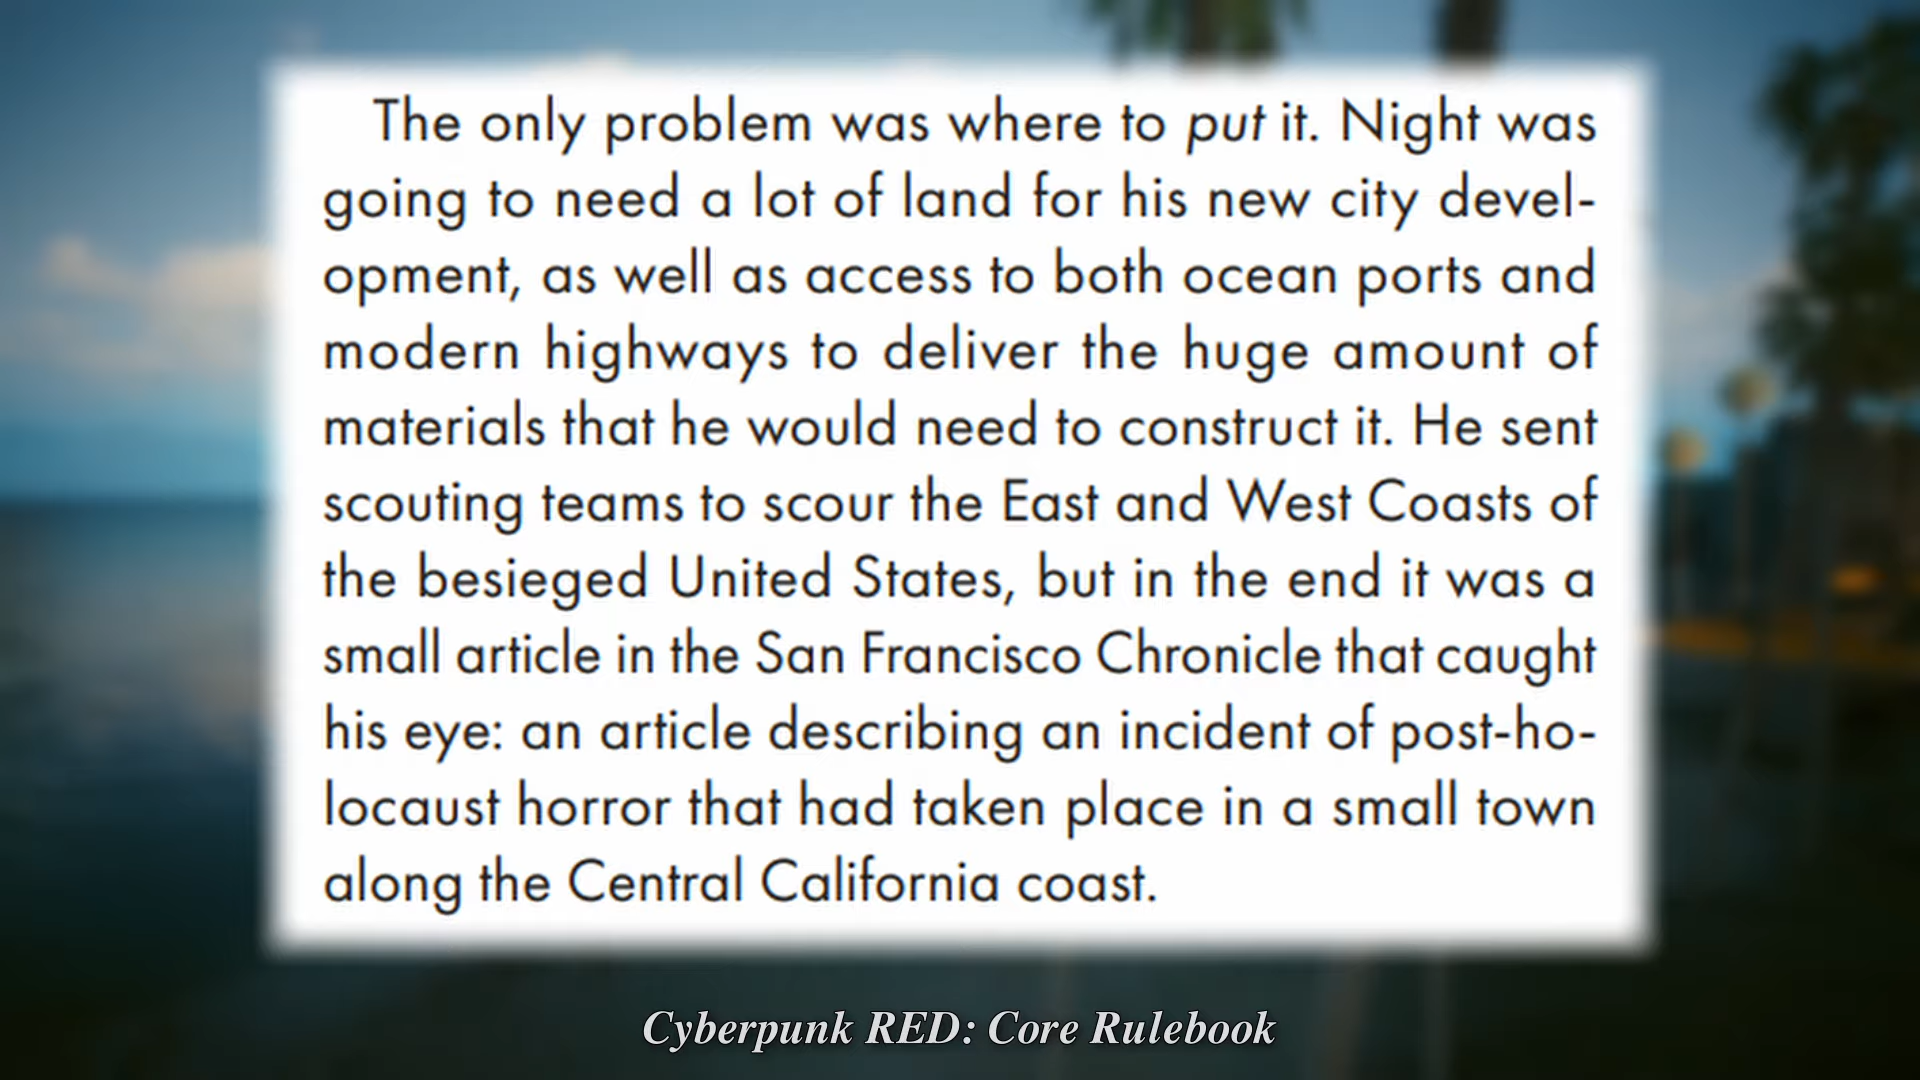 The only problem was where to put it. Night was
going to need a lot of land for his new city devel-
opment, as well as access to both ocean ports and
modern highways to deliver the huge amount of
materials that he would need to construct it. He sent
scouting teams to scour the East and West Coasts of
the besieged United States, but in the end it was a
small article in the San Francisco Chronicle that caught
his eye: an article describing an incident of post-ho-
locaust horror that had taken place in a small town
along the Central California coast.
Cyberpunk RED: Core Rulebook